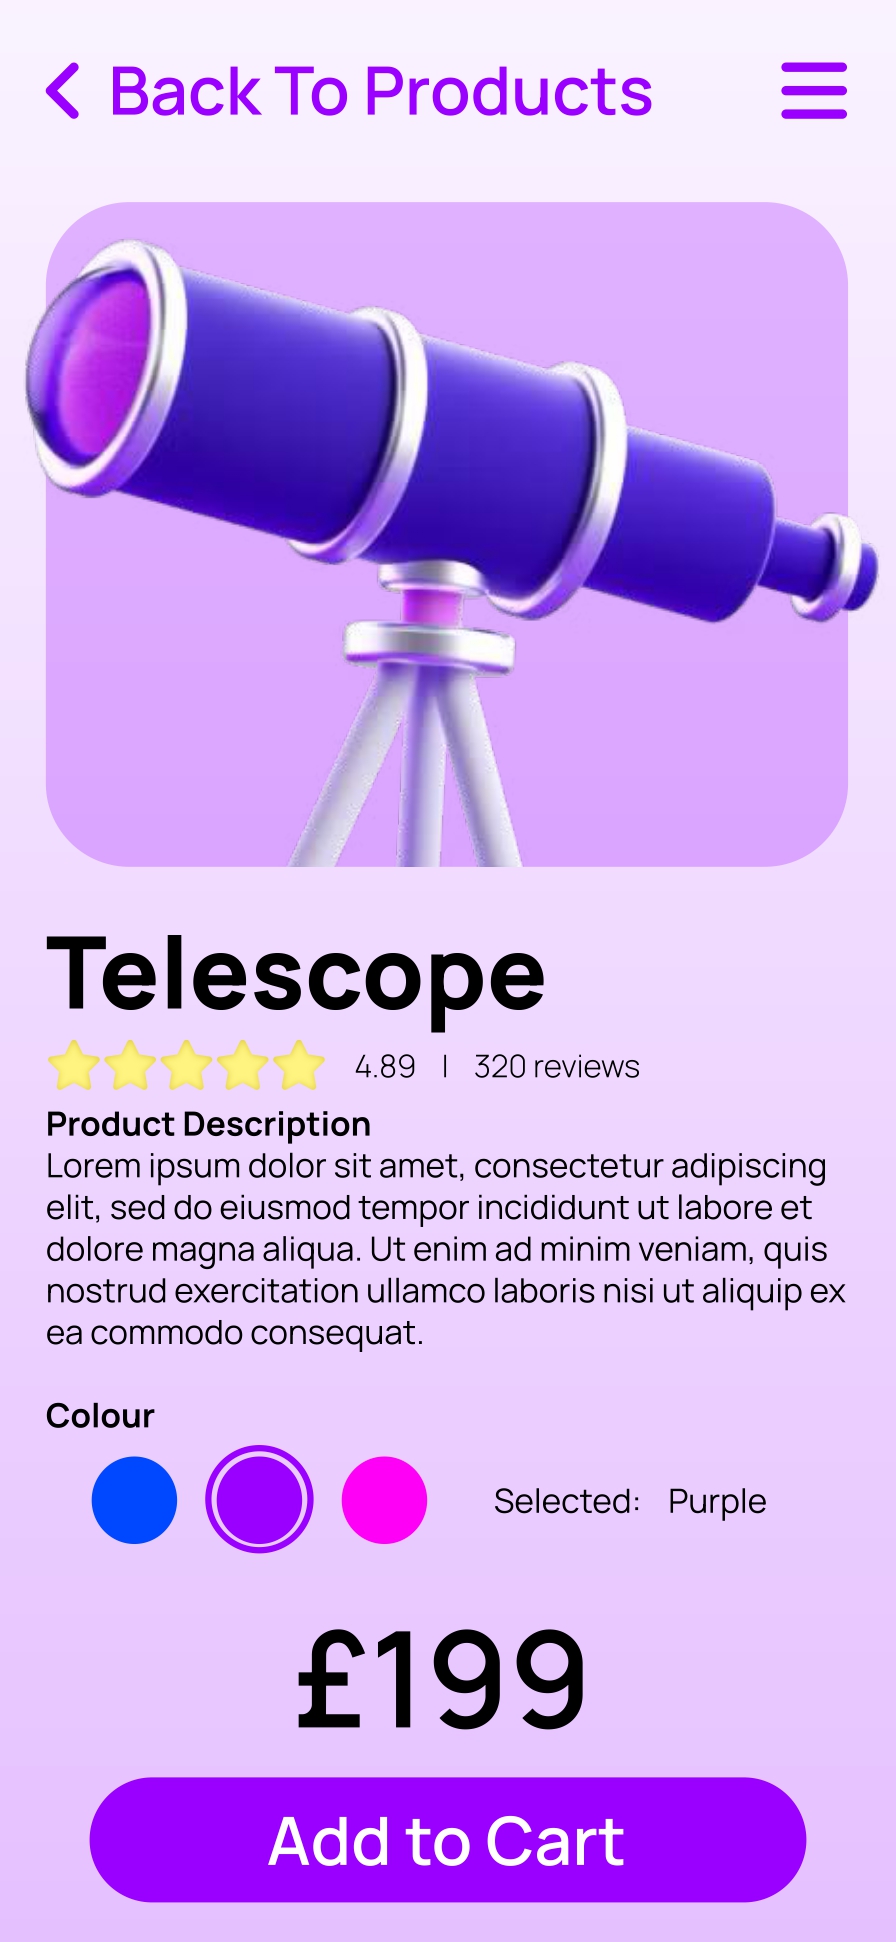 Back To Products
Telescope
4.89 | 320 reviews
Product Description
Lorem ipsum dolor sit amet, consectetur adipiscing
elit, sed do eiusmod tempor incididunt ut labore et
dolore magna aliqua. Ut enim ad minim veniam, quis
nostrud exercitation ullamco laboris nisi ut aliquip ex
ea commodo consequat.
Colour
Selected: Purple
£199
Add to Cart